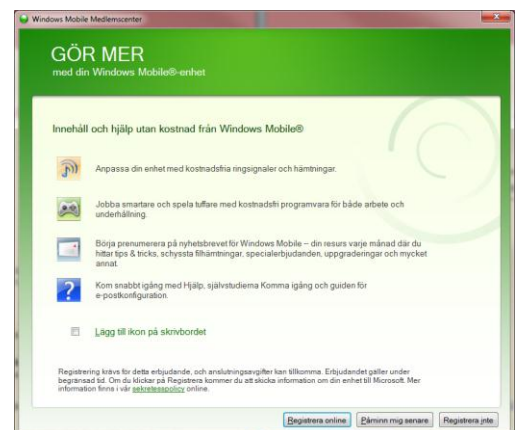 Windows Mobile Medlemscenter
GÖR MER
med din Windows Mobile®-enhet
Innehåll och hjälp utan kostnad från Windows Mobile®
Anpassa din enhet med kostnadsfria ringsignaler och hämtningar.
Jobba smartare och spela tuffare med kostnadsfri programvara för både arbete och
underhållning.
Börja prenumerera på nyhetsbrevet för Windows Mobile – din resurs varje månad där du
hittar tips & tricks, schyssta filhämtningar, specialerbjudanden, uppgraderingar och mycket
annat.
Kom snabbt igång med Hjälp, självstudierna Komma igång och guiden för
e-postkonfiguration.
Lägg till ikon på skrivbordet
Registrering krävs för detta erbjudande, och anslutningsavgifter kan tillkomma. Erbjudandet gäller under
begränsad tid. Om du klickar på Registrera kommer du att skicka information om din enhet till Microsoft. Mer
information finns i vår sekretesspolicy online.
Registrera online Påminn mig senare Registrera inte